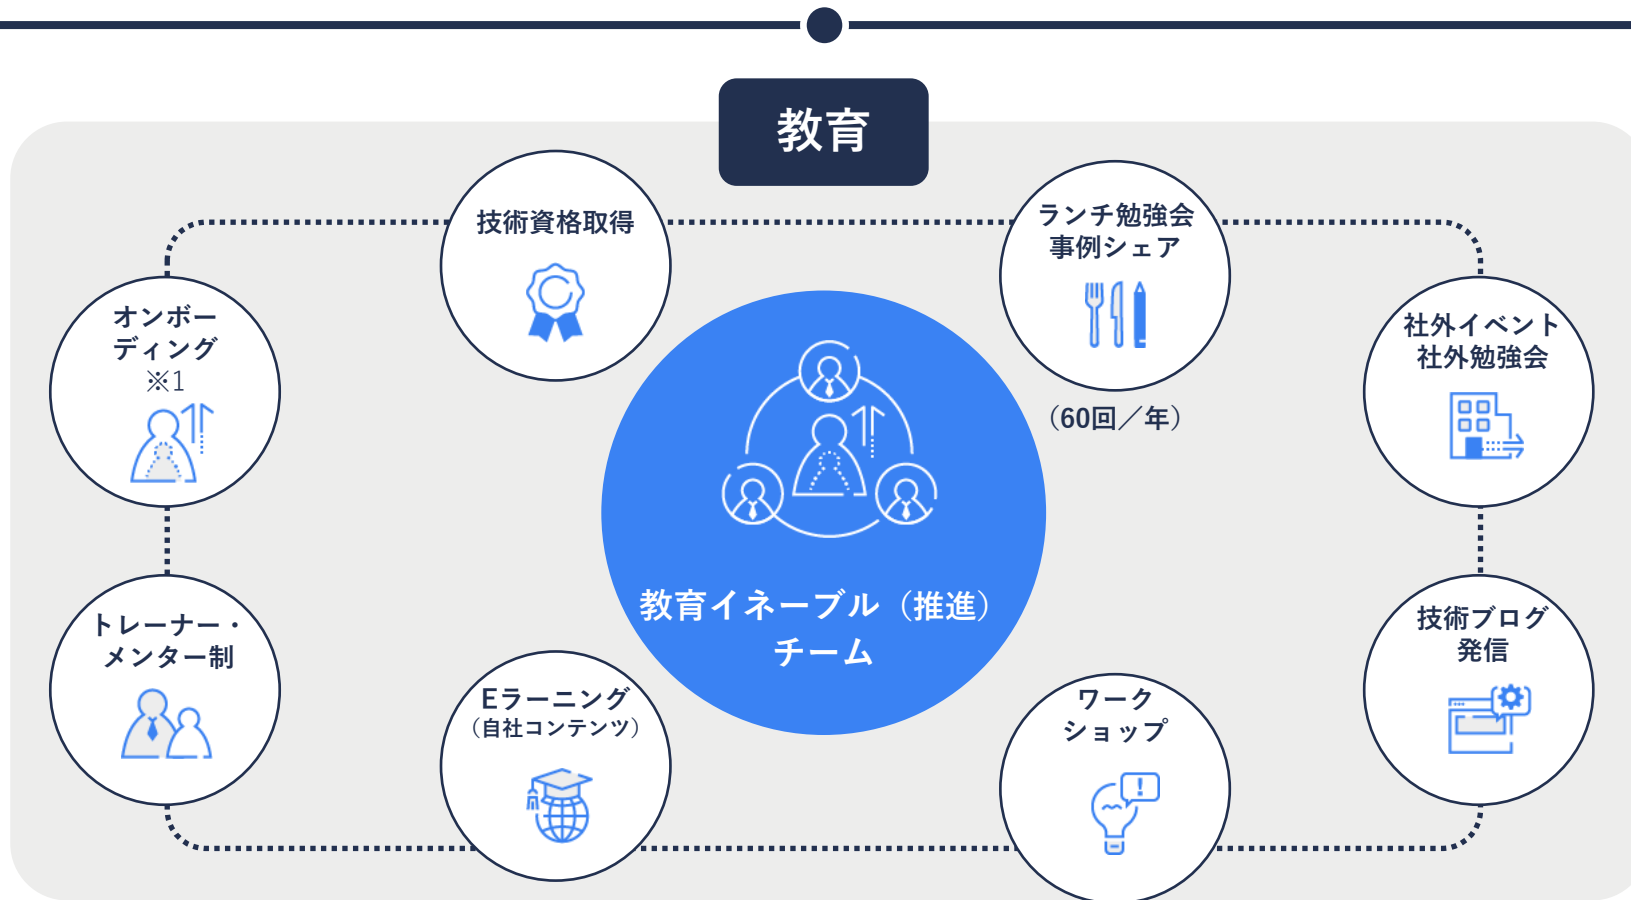 教育
技術資格取得
ランチ勉強会
事例シェア
(60回/年)
オンボー
ディング
※1
社外イベント
社外勉強会
教育イネーブル（推進）
チーム
トレーナー・
メンター制
技術ブログ
発信
Eラーニング
（自社コンテンツ）
ワーク
ショップ